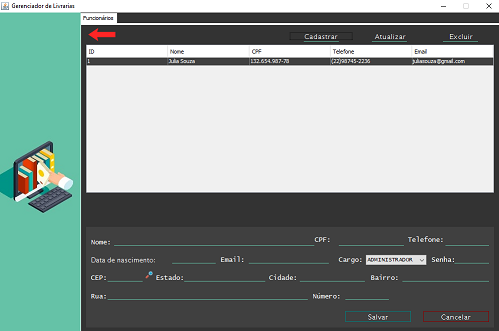 Gerenciador de Livrarias
Funcionários
Cadastrar Atualizar Excluir
ID Nome CPF Telefone Email
1 Julia Souza 132.654.987-78 (22)98745-2236 juliasouza@gmail.com
Nome: CPF: Telefone:
Data de nascimento: Email: Cargo: ADMINISTRADOR Senha:
CEP: Estado: Cidade: Bairro:
Rua: Número:
Salvar Cancelar